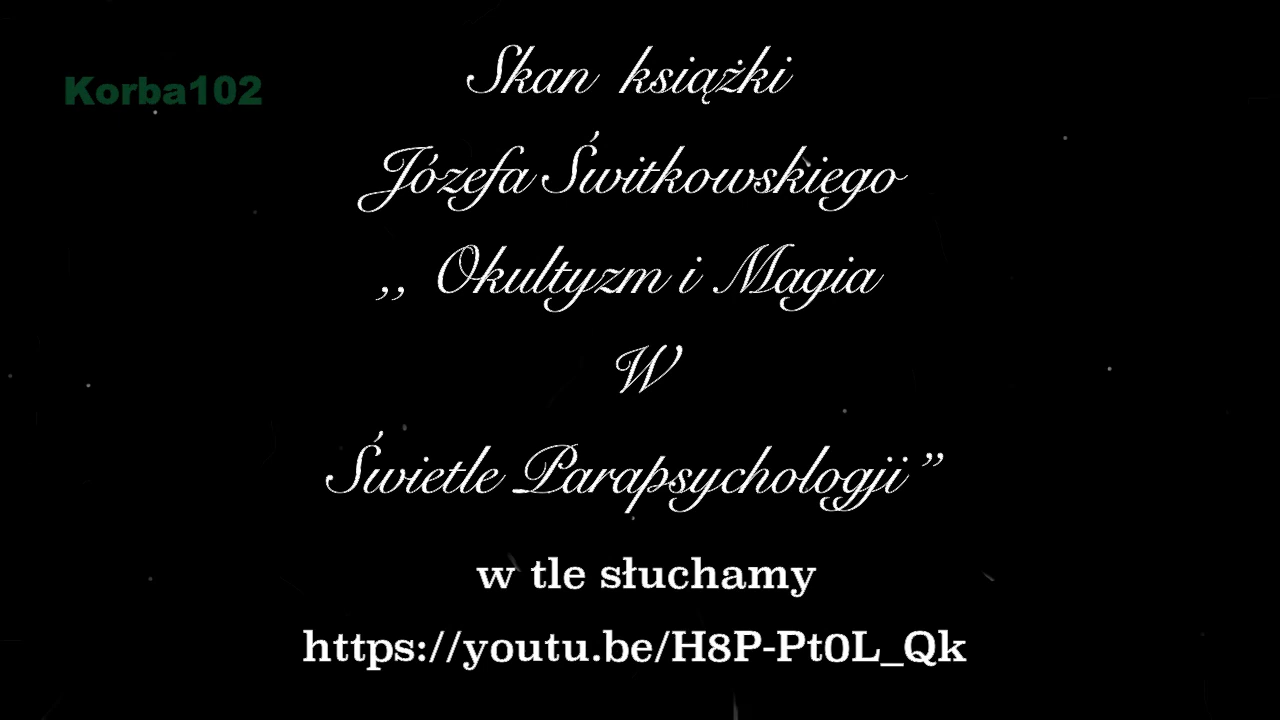 Korba102
Skan książki
Józefa Świtkowskiego
,, Okultyzm i Magia
W
Świetle Parapsychologji ”
w tle słuchamy
https://youtu.be/H8P-Pt0L_Qk